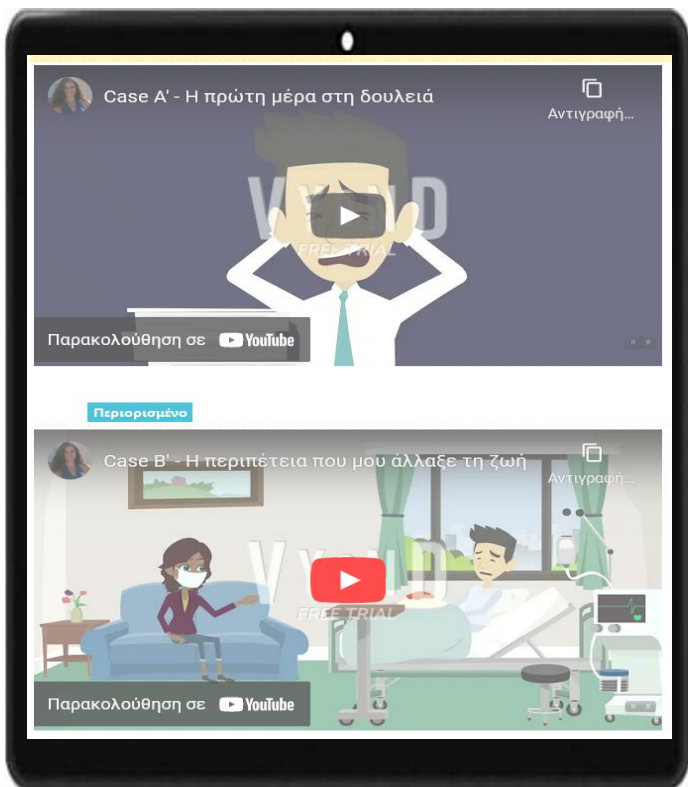 Case A' - Η πρώτη μέρα στη δουλειά
Αντιγραφή...
VYOND
FREE TRIAL
Παρακολούθηση σε YouTube
Περιορισμένο
Case B' - Η περιπέτεια που μου άλλαξε τη ζωή
Αντιγραφή...
VYOND
FREE TRIAL
Παρακολούθηση σε YouTube